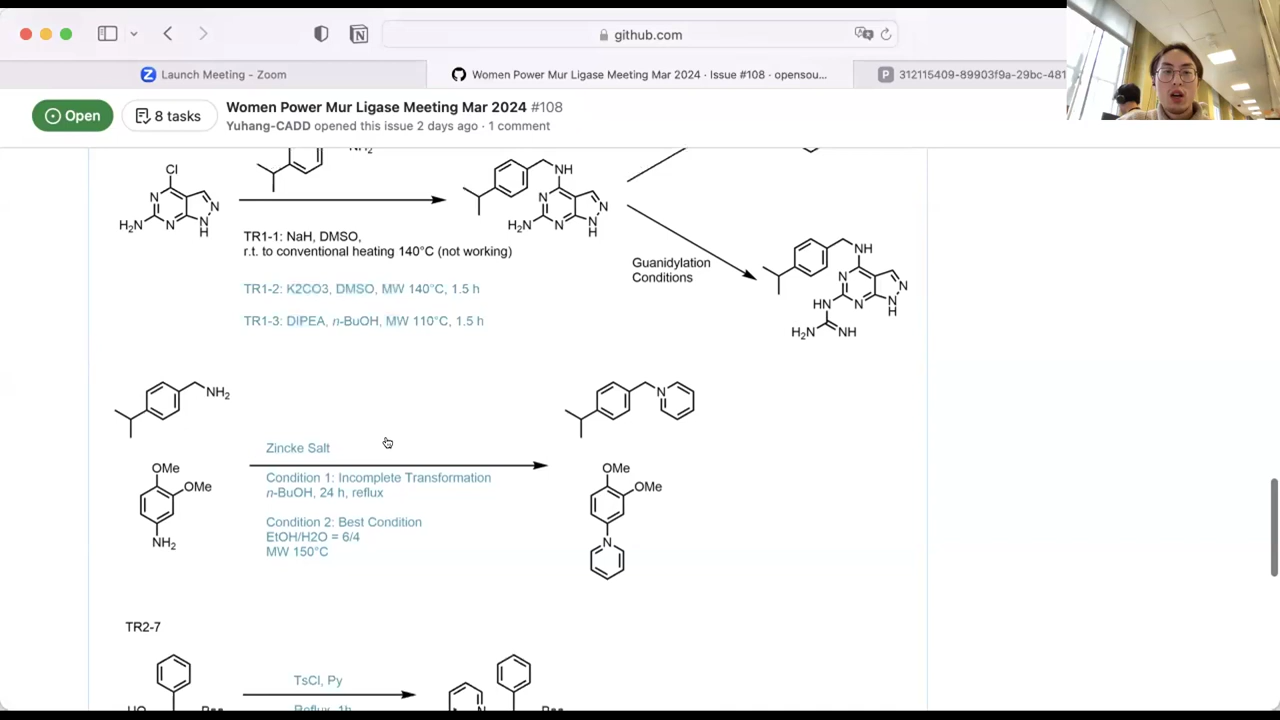 github.com
Launch Meeting - Zoom
Women Power Mur Ligase Meeting Mar 2024 · Issue #108 · opensou...
312115409-89903f9a-29bc-481
Open
8 tasks
Women Power Mur Ligase Meeting Mar 2024 #108
Yuhang-CADD opened this issue 2 days ago · 1 comment
NH2
Cl
N
N
H2N
N
N
H
NH
N
N
H2N
N
N
H
TR1-1: NaH, DMSO,
r.t. to conventional heating 140°C (not working)
TR1-2: K2CO3, DMSO, MW 140°C, 1.5 h
TR1-3: DIPEA, n-BuOH, MW 110°C, 1.5 h
Guanidylation
Conditions
NH
N
N
HN
N
N
H
H2N
NH
NH2
N
OMe
OMe
NH2
Zincke Salt
Condition 1: Incomplete Transformation
n-BuOH, 24 h, reflux
Condition 2: Best Condition
EtOH/H2O = 6/4
MW 150°C
OMe
OMe
N
TR2-7
TsCl, Py
Reflux, 1h